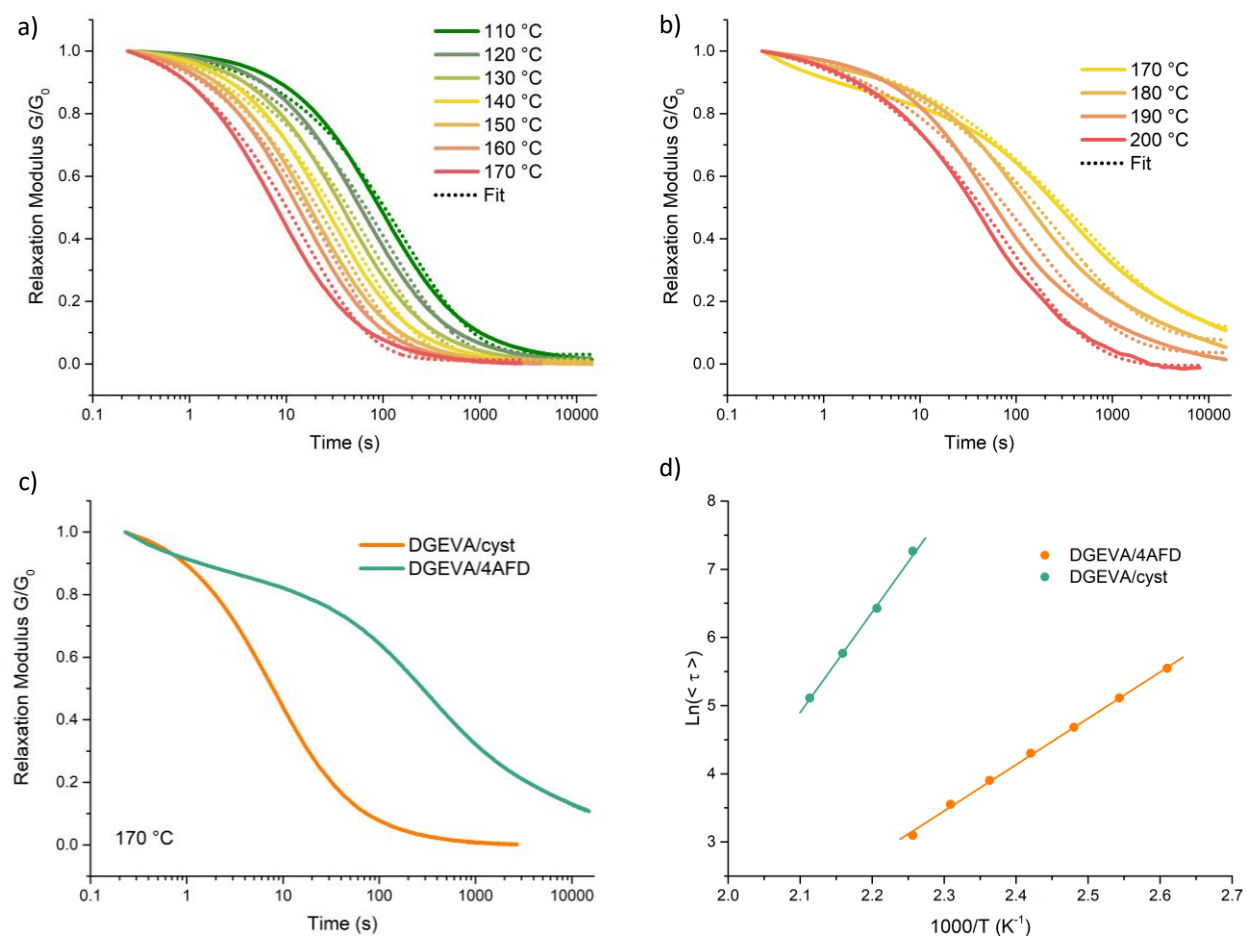 a)
Relaxation Modulus G/G₀
1.0
0.8
0.6
0.4
0.2
0.0
110 °C
120 °C
130 °C
140 °C
150 °C
160 °C
170 °C
Fit
0.1 1 10 100 1000 10000
Time (s)
b)
Relaxation Modulus G/G₀
1.0
0.8
0.6
0.4
0.2
0.0
170 °C
180 °C
190 °C
200 °C
Fit
0.1 1 10 100 1000 10000
Time (s)
c)
Relaxation Modulus G/G₀
1.0
0.8
0.6
0.4
0.2
0.0
DGEVA/cyst
DGEVA/4AFD
170 °C
0.1 1 10 100 1000 10000
Time (s)
d)
Ln(< τ >)
8
7
6
5
4
3
DGEVA/4AFD
DGEVA/cyst
2.0 2.1 2.2 2.3 2.4 2.5 2.6 2.7
1000/T (K⁻¹)